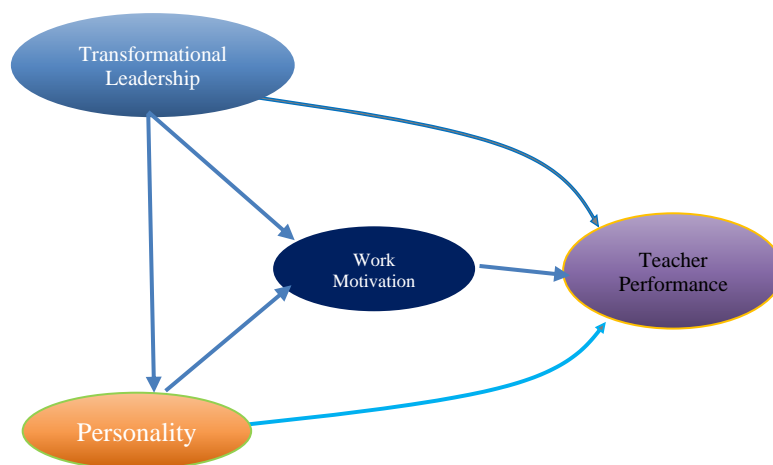 Transformational
Leadership
Work
Motivation
Teacher
Performance
Personality